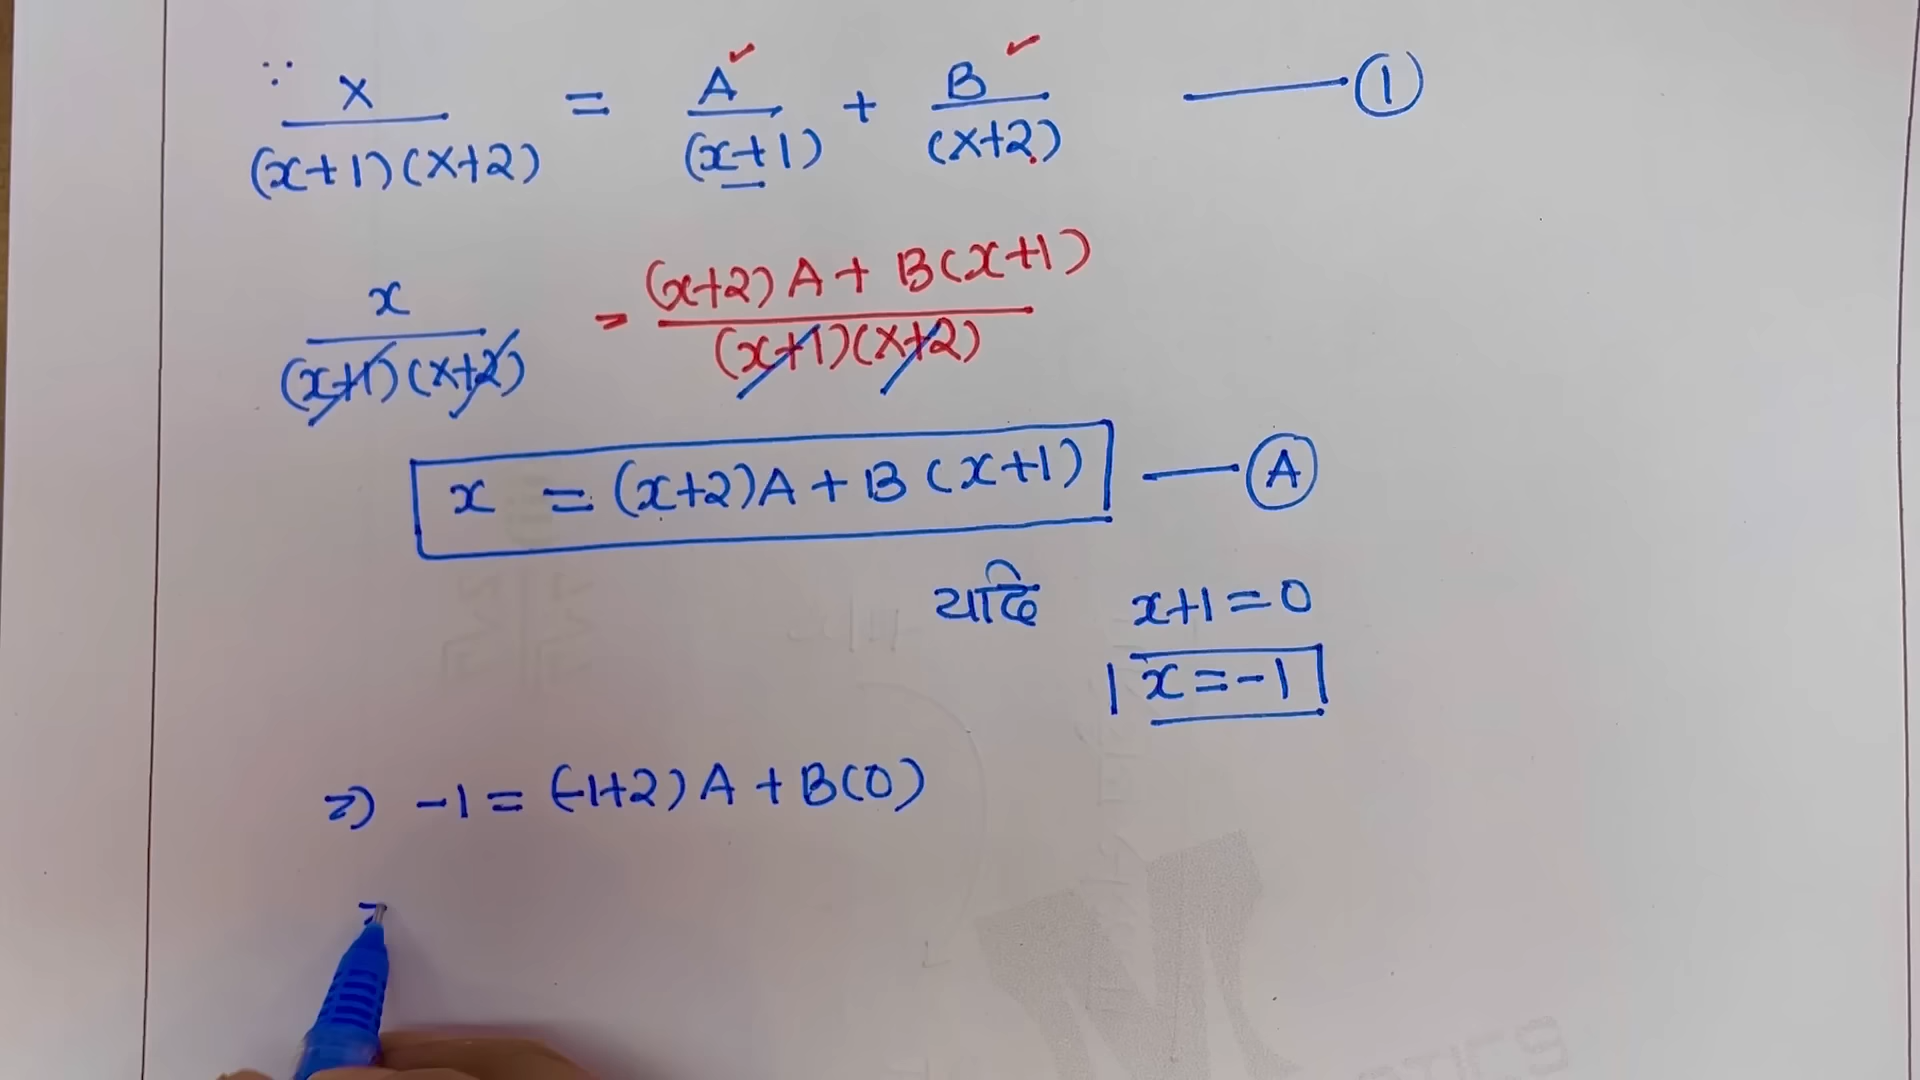 ∵ x/((x+1)(x+2)) = A/(x+1) + B/(x+2) —— ①
x/((x+1)(x+2)) = ((x+2)A + B(x+1))/((x+1)(x+2))
x = (x+2)A + B(x+1) —— Ⓐ
यदि x+1=0
x=-1
⇒ -1 = (-1+2)A + B(0)